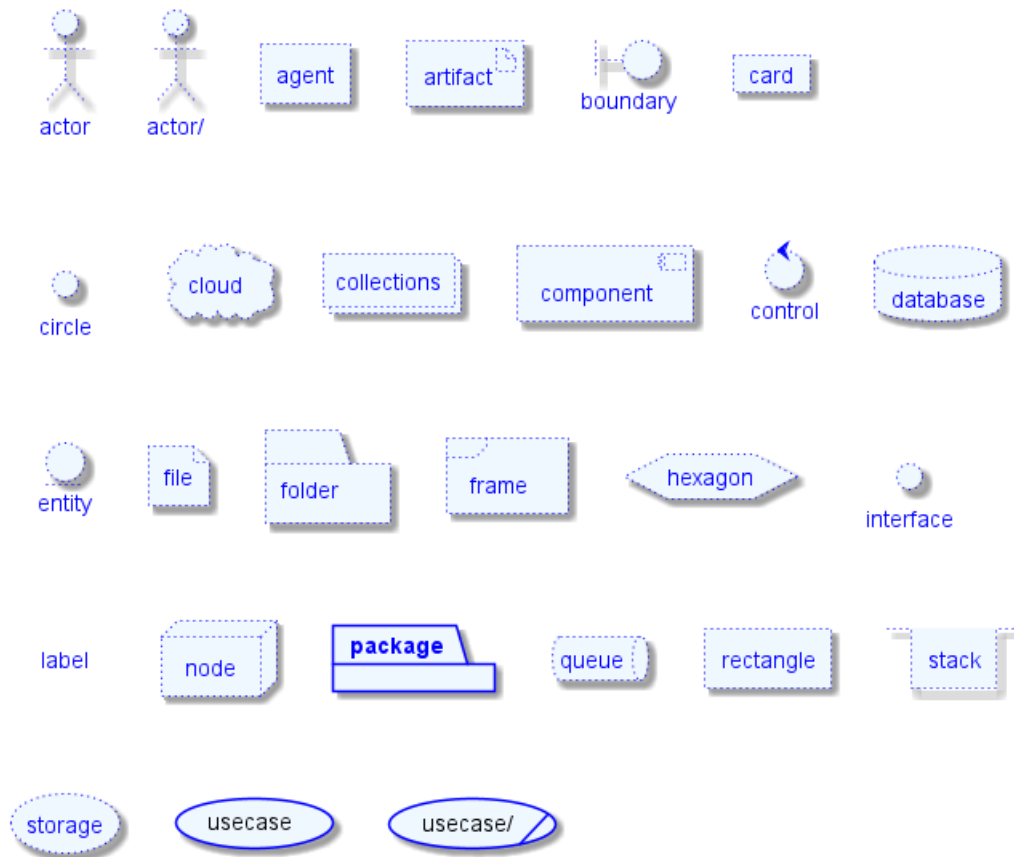 actor
actor/
agent
artifact
boundary
card
circle
cloud
collections
component
control
database
entity
file
folder
frame
hexagon
interface
label
node
package
queue
rectangle
stack
storage
usecase
usecase/